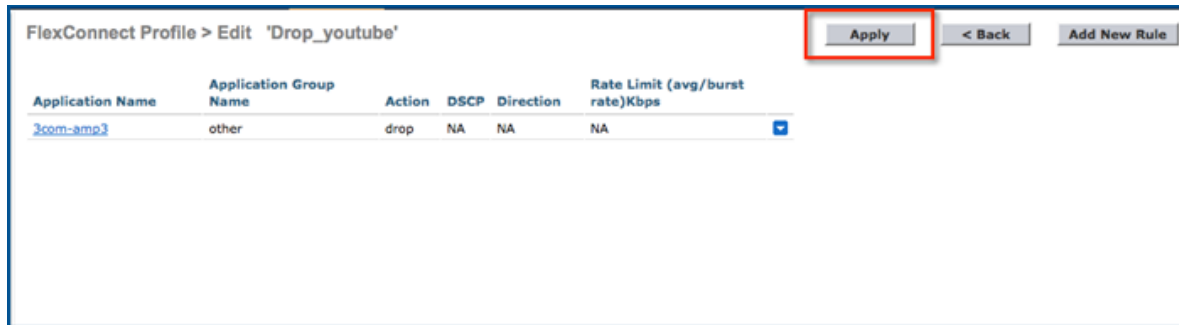 FlexConnect Profile > Edit 'Drop_youtube'
Apply
< Back
Add New Rule
Application Name
Application Group Name
Action
DSCP
Direction
Rate Limit (avg/burst rate)Kbps
3com-amp3
other
drop
NA
NA
NA